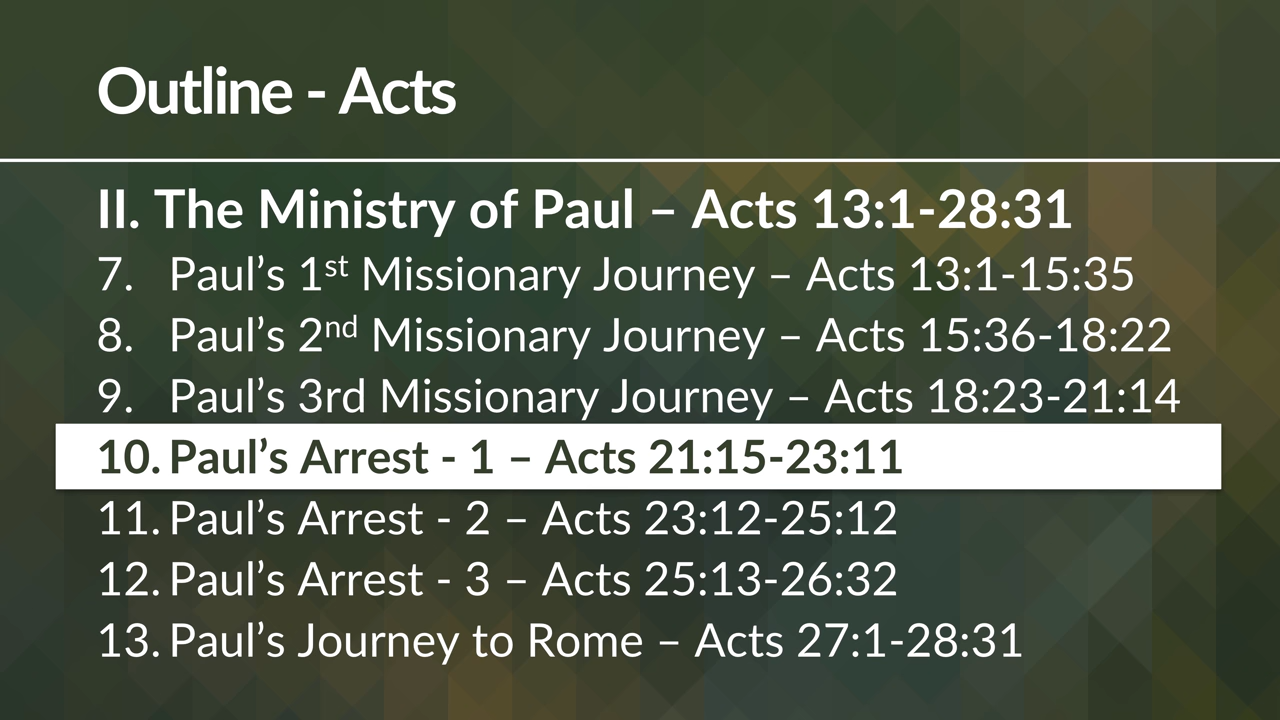 Outline - Acts
II. The Ministry of Paul – Acts 13:1-28:31
7. Paul’s 1st Missionary Journey – Acts 13:1-15:35
8. Paul’s 2nd Missionary Journey – Acts 15:36-18:22
9. Paul’s 3rd Missionary Journey – Acts 18:23-21:14
10. Paul’s Arrest - 1 – Acts 21:15-23:11
11. Paul’s Arrest - 2 – Acts 23:12-25:12
12. Paul’s Arrest - 3 – Acts 25:13-26:32
13. Paul’s Journey to Rome – Acts 27:1-28:31